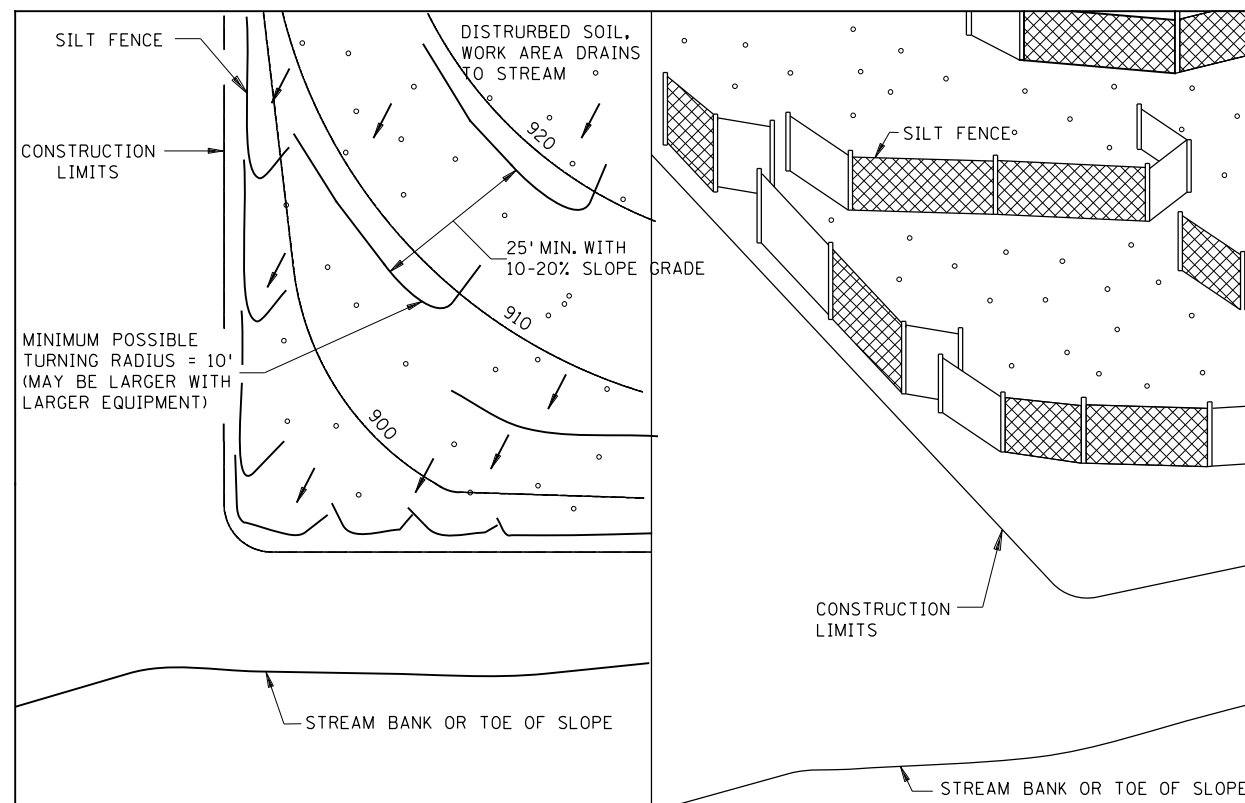 SILT FENCE
DISTRURBED SOIL,
WORK AREA DRAINS
TO STREAM
920
CONSTRUCTION
LIMITS
25' MIN. WITH
10-20% SLOPE GRADE
910
MINIMUM POSSIBLE
TURNING RADIUS = 10'
(MAY BE LARGER WITH
LARGER EQUIPMENT)
900
STREAM BANK OR TOE OF SLOPE
SILT FENCE
CONSTRUCTION
LIMITS
STREAM BANK OR TOE OF SLOPE